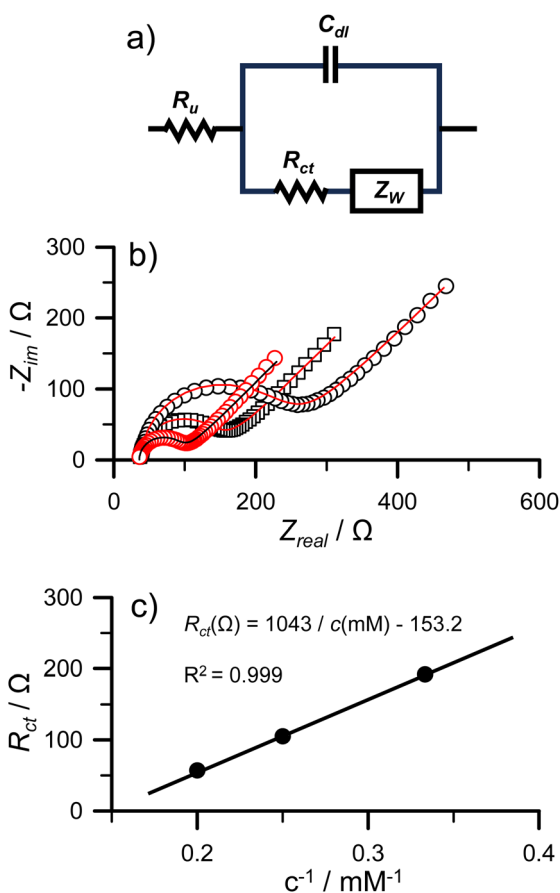 a)
C_dl
R_u
R_ct
Z_W
b)
300
200
100
0
-Z_im / Ω
0 200 400 600
Z_real / Ω
c)
300
200
100
0
R_ct / Ω
R_ct(Ω) = 1043 / c(mM) - 153.2
R² = 0.999
0.2 0.3 0.4
c⁻¹ / mM⁻¹